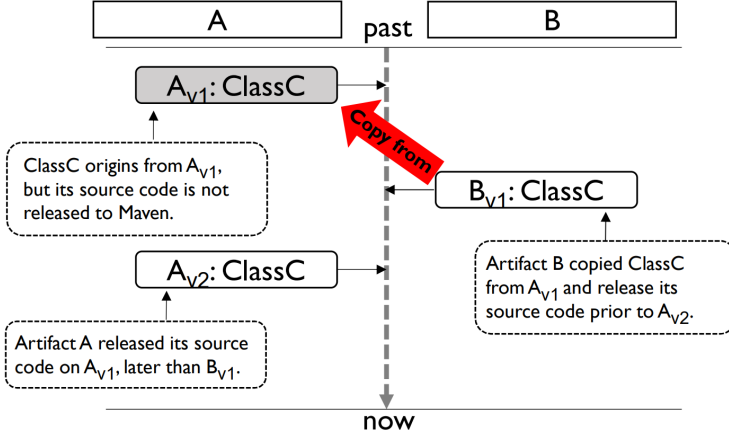 A
past
B
Av1: ClassC
Copy from
ClassC origins from Av1,
but its source code is not
released to Maven.
Bv1: ClassC
Av2: ClassC
Artifact B copied ClassC
from Av1 and release its
source code prior to Av2.
Artifact A released its source
code on Av1, later than Bv1.
now